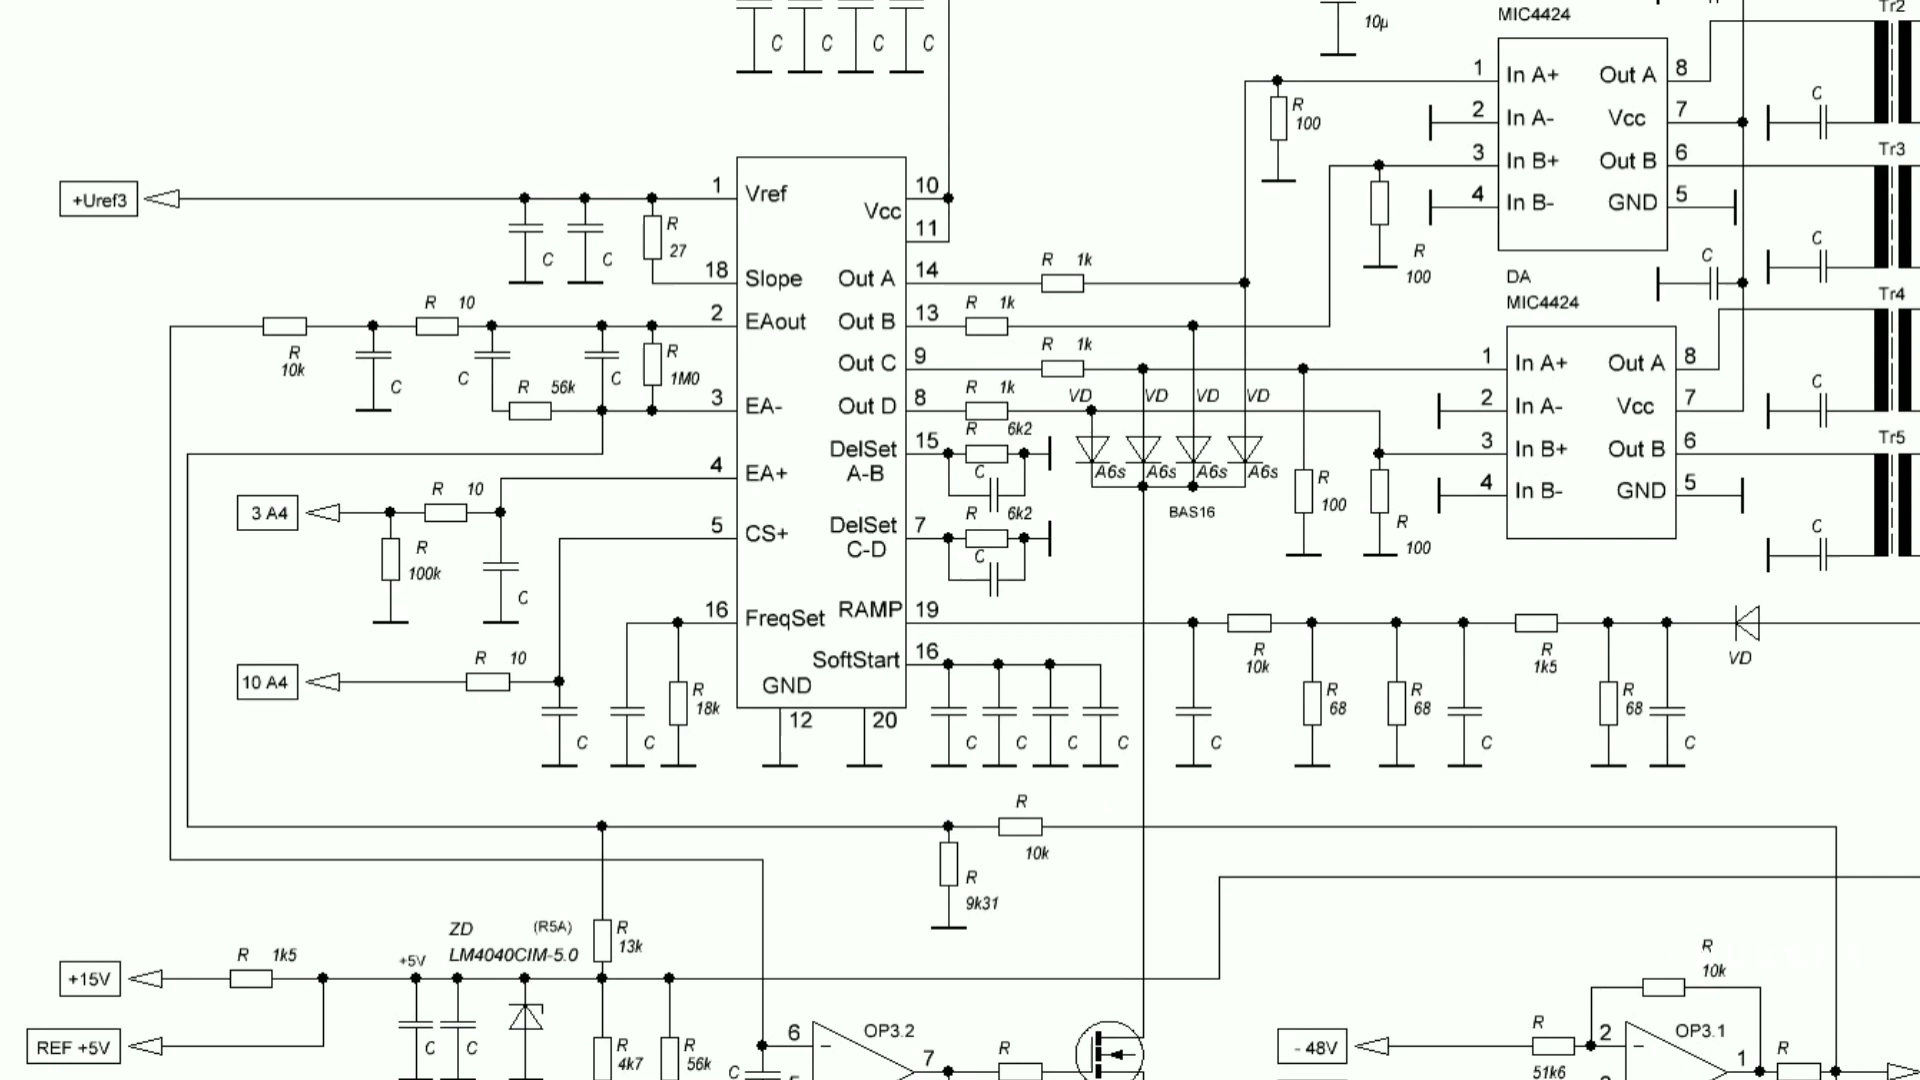 C C C C
10µ
MIC4424
Tr2
1 In A+ Out A 8
2 In A- Vcc 7
3 In B+ Out B 6
4 In B- GND 5
R
100
R
100
C
Tr3
C
C
Tr4
C
Tr5
C
DA
MIC4424
1 In A+ Out A 8
2 In A- Vcc 7
3 In B+ Out B 6
4 In B- GND 5
+Uref3
C C
R
27
1 Vref
18 Slope
2 EAout
3 EA-
4 EA+
5 CS+
16 FreqSet
GND
12 20
Vcc 10
11
Out A 14
Out B 13
Out C 9
Out D 8
DelSet
A-B
15
DelSet
C-D
7
RAMP 19
SoftStart 16
R 1k
R 1k
R 1k
R 1k
R 6k2
C
R 6k2
C
VD VD VD VD
A6s A6s A6s A6s
BAS16
R
100
R
100
R
10k
R 10
C
C
R 56k
C
R
1M0
3 A4
R 10
R
100k
C
10 A4
R 10
C
C
R
18k
C C C C
C
R
10k
R
68
R
68
C
R
1k5
R
68
C
VD
R
10k
R
9k31
ZD (R5A)
LM4040CIM-5.0
R
13k
+15V
R 1k5
+5V
REF +5V
C C
R
4k7
R
56k
C
6
−
OP3.2
7
R
- 48V
R
51k6
R
10k
2
−
OP3.1
1
R